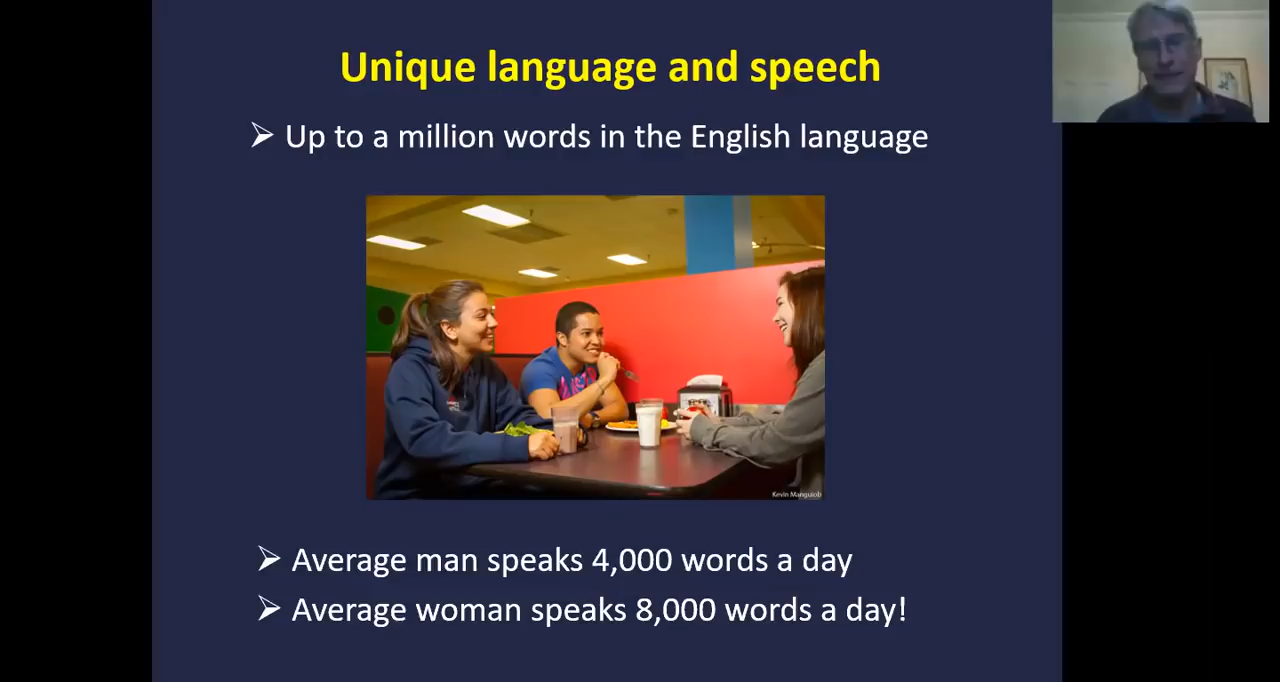 Unique language and speech
➢ Up to a million words in the English language
Kevin Manguiob
➢ Average man speaks 4,000 words a day
➢ Average woman speaks 8,000 words a day!